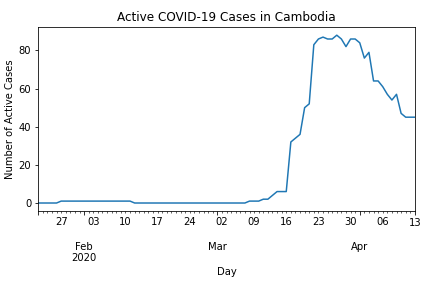 Active COVID-19 Cases in Cambodia
Number of Active Cases
80
60
40
20
0
27 03 10 17 24 02 09 16 23 30 06 13
Feb Mar Apr
2020
Day